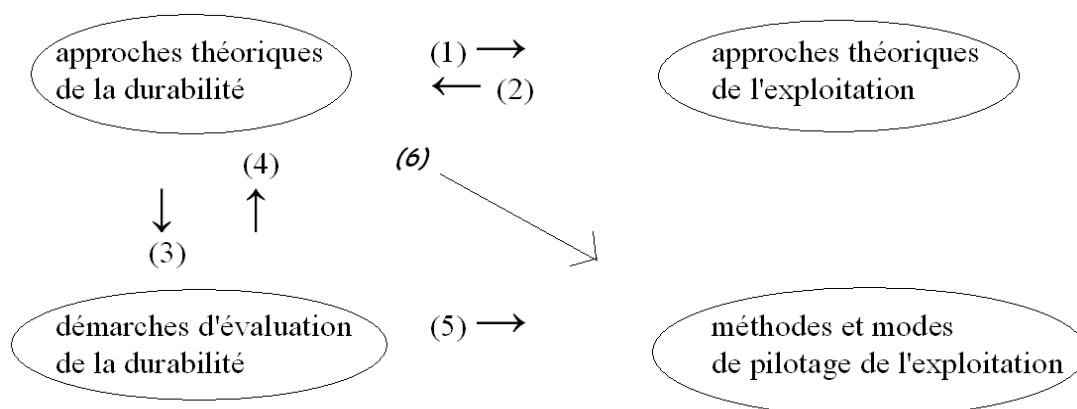 approches théoriques
de la durabilité
(1) →
← (2)
approches théoriques
de l'exploitation
(4)
(6)
↓ ↑
(3)
démarches d'évaluation
de la durabilité
(5) →
méthodes et modes
de pilotage de l'exploitation